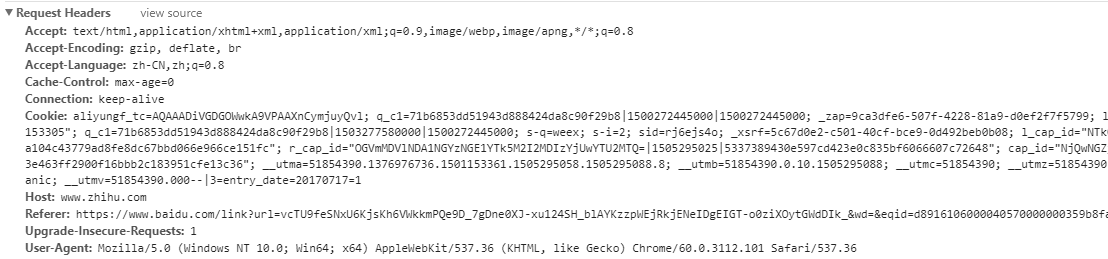 Request Headers view source
Accept: text/html,application/xhtml+xml,application/xml;q=0.9,image/webp,image/apng,*/*;q=0.8
Accept-Encoding: gzip, deflate, br
Accept-Language: zh-CN,zh;q=0.8
Cache-Control: max-age=0
Connection: keep-alive
Cookie: aliyungf_tc=AQAAADiVGDGOWwkA9VPAAXnCymjuyQvl; q_c1=71b6853dd51943d888424da8c90f29b8|1500272445000|1500272445000; _zap=9ca3dfe6-507f-4228-81a9-d0ef2f7f5799; l
153305"; q_c1=71b6853dd51943d888424da8c90f29b8|1503277580000|1500272445000; s-q=weex; s-i=2; sid=rj6ejs4o; _xsrf=5c67d0e2-c501-40cf-bce9-0d492beb0b08; l_cap_id="NTk
a104c43779ad8fe8dc67bbd066e966ce151fc"; r_cap_id="OGVmMDVlNDA1NGYzNGE1YTk5M2I2MDIzYjUwYTU2MTQ=|1505295025|5337389430e597cd423e0c835bf6066607c72648"; cap_id="NjQwNGZ
3e463ff2900f16bbb2c183951cfe13c36"; __utma=51854390.1376976736.1501153361.1505295058.1505295088.8; __utmb=51854390.0.10.1505295088; __utmc=51854390; __utmz=51854390
anic; __utmv=51854390.000--|3=entry_date=20170717=1
Host: www.zhihu.com
Referer: https://www.baidu.com/link?url=vcTU9feSNxU6KjsKh6VWkkmPQe9D_7gDne0XJ-xu124SH_blAYKzzpWEjRkjENeIDgEIGT-o0ziXOytGWdDIk_&wd=&eqid=d8916106000040570000000359b8fa
Upgrade-Insecure-Requests: 1
User-Agent: Mozilla/5.0 (Windows NT 10.0; Win64; x64) AppleWebKit/537.36 (KHTML, like Gecko) Chrome/60.0.3112.101 Safari/537.36